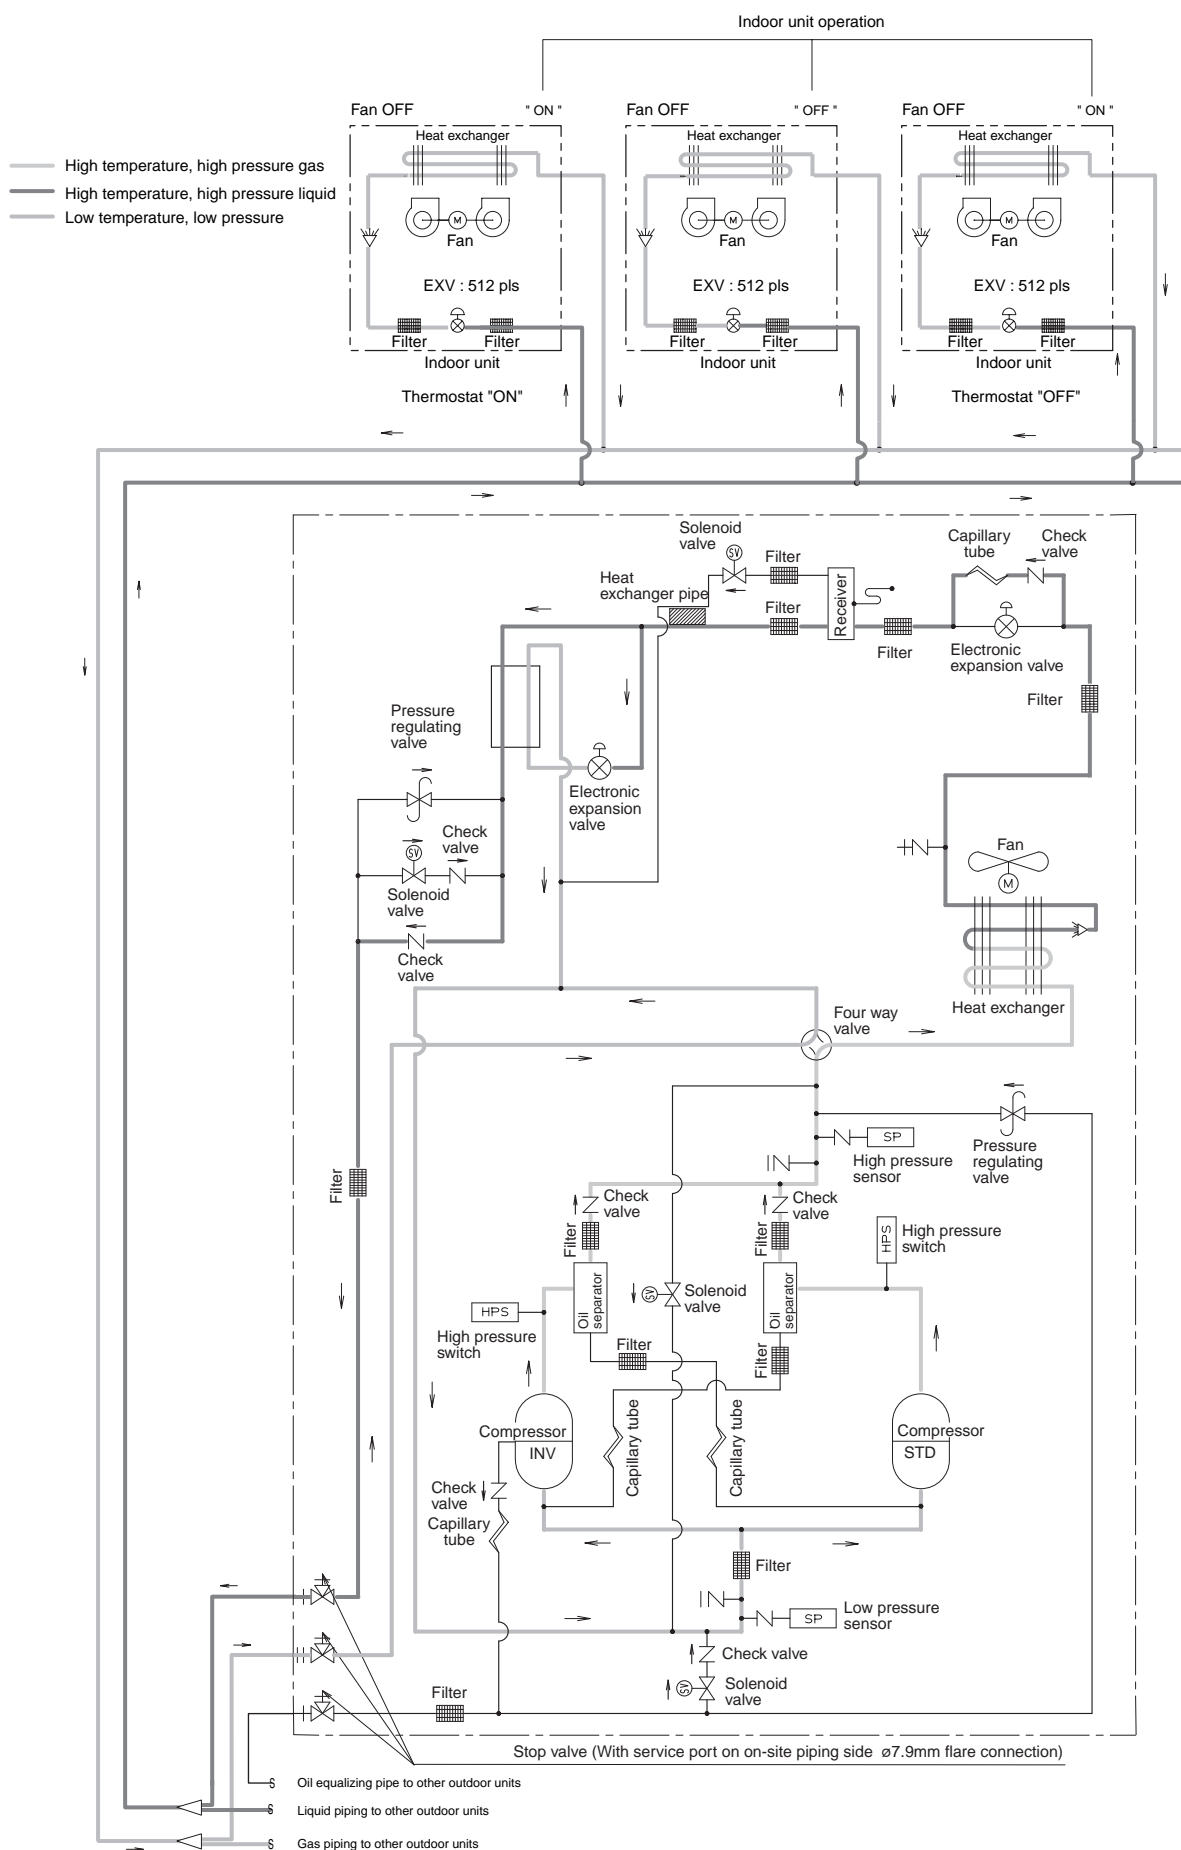 Indoor unit operation
Fan OFF " ON "
Fan OFF " OFF "
Fan OFF " ON "
Heat exchanger
Heat exchanger
Heat exchanger
High temperature, high pressure gas
High temperature, high pressure liquid
Low temperature, low pressure
M
M
M
Fan
Fan
Fan
EXV : 512 pls
EXV : 512 pls
EXV : 512 pls
Filter
Filter
Filter
Filter
Filter
Filter
Indoor unit
Indoor unit
Indoor unit
Thermostat "ON"
Thermostat "OFF"
Solenoid
valve
SV
Filter
Capillary
tube
Check
valve
Heat
exchanger pipe
Filter
Receiver
Filter
Electronic
expansion valve
Filter
Pressure
regulating
valve
Electronic
expansion
valve
Check
valve
SV
Solenoid
valve
Check
valve
Fan
M
Heat exchanger
Four way
valve
SP
High pressure
sensor
Pressure
regulating
valve
Filter
Check
valve
Check
valve
Filter
Filter
HPS
High pressure
switch
Oil
separator
SV
Solenoid
valve
Oil
separator
HPS
High pressure
switch
Filter
Filter
Compressor
INV
Capillary tube
Capillary tube
Compressor
STD
Check
valve
Capillary
tube
Filter
SP
Low pressure
sensor
Check valve
SV
Solenoid
valve
Filter
Stop valve (With service port on on-site piping side ø7.9mm flare connection)
Oil equalizing pipe to other outdoor units
Liquid piping to other outdoor units
Gas piping to other outdoor units